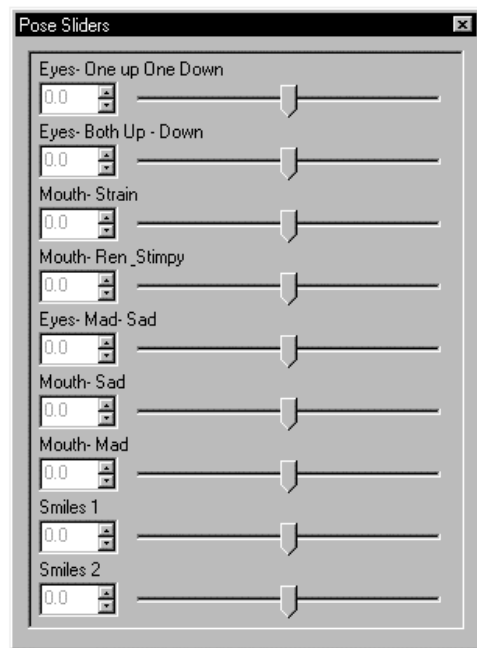 Pose Sliders
Eyes- One up One Down
0.0
Eyes- Both Up - Down
0.0
Mouth- Strain
0.0
Mouth- Ren_Stimpy
0.0
Eyes- Mad- Sad
0.0
Mouth- Sad
0.0
Mouth- Mad
0.0
Smiles 1
0.0
Smiles 2
0.0